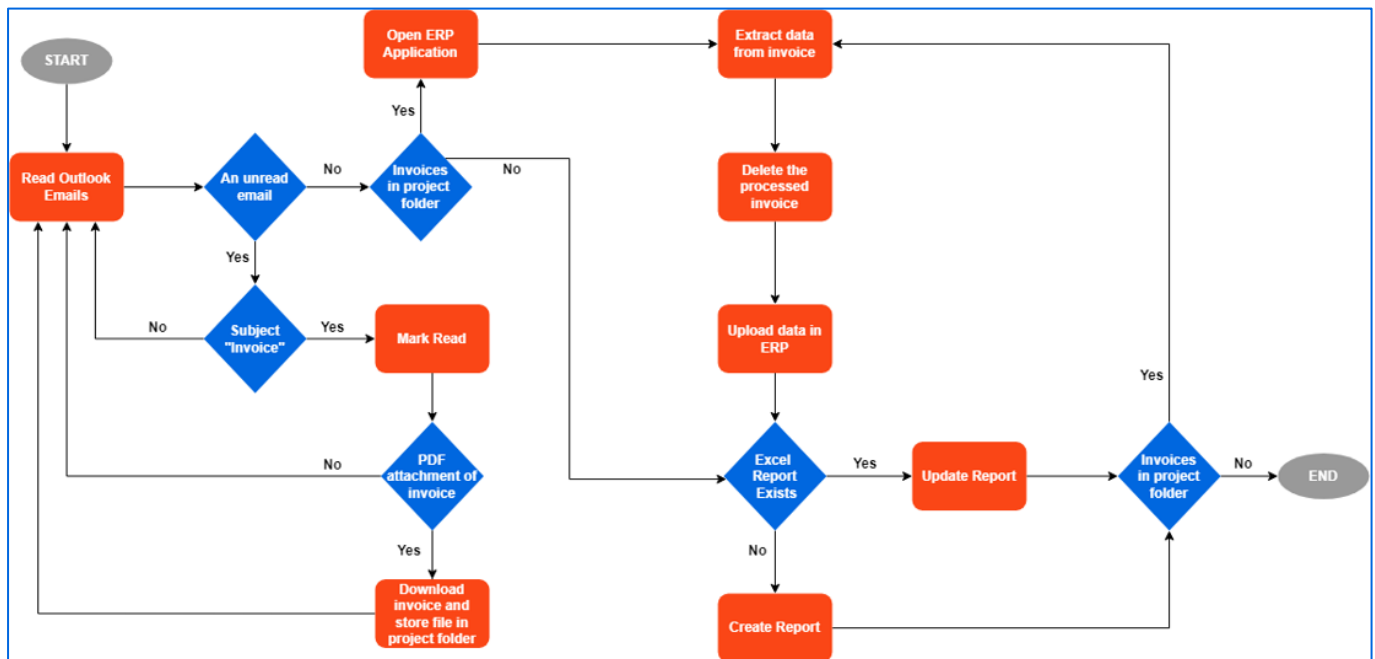 START
Open ERP
Application
Extract data
from invoice
Yes
Read Outlook
Emails
An unread
email
No
Invoices
in project
folder
No
Delete the
processed
invoice
Yes
No
Subject
"Invoice"
Yes
Mark Read
Upload data in
ERP
Yes
No
PDF
attachment of
invoice
Excel
Report
Exists
Yes
Update Report
Invoices
in project
folder
No
END
Yes
No
Download
invoice and
store file in
project folder
Create Report